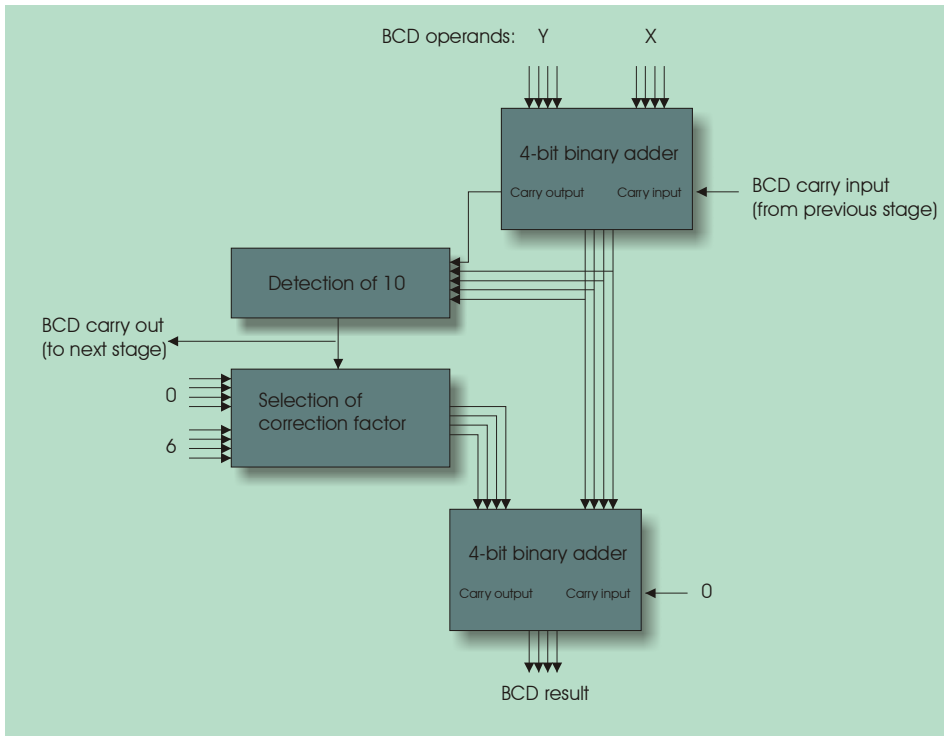 BCD operands: Y X
4-bit binary adder
Carry output Carry input
BCD carry input
(from previous stage)
Detection of 10
BCD carry out
(to next stage)
0
Selection of
correction factor
6
4-bit binary adder
Carry output Carry input
0
BCD result